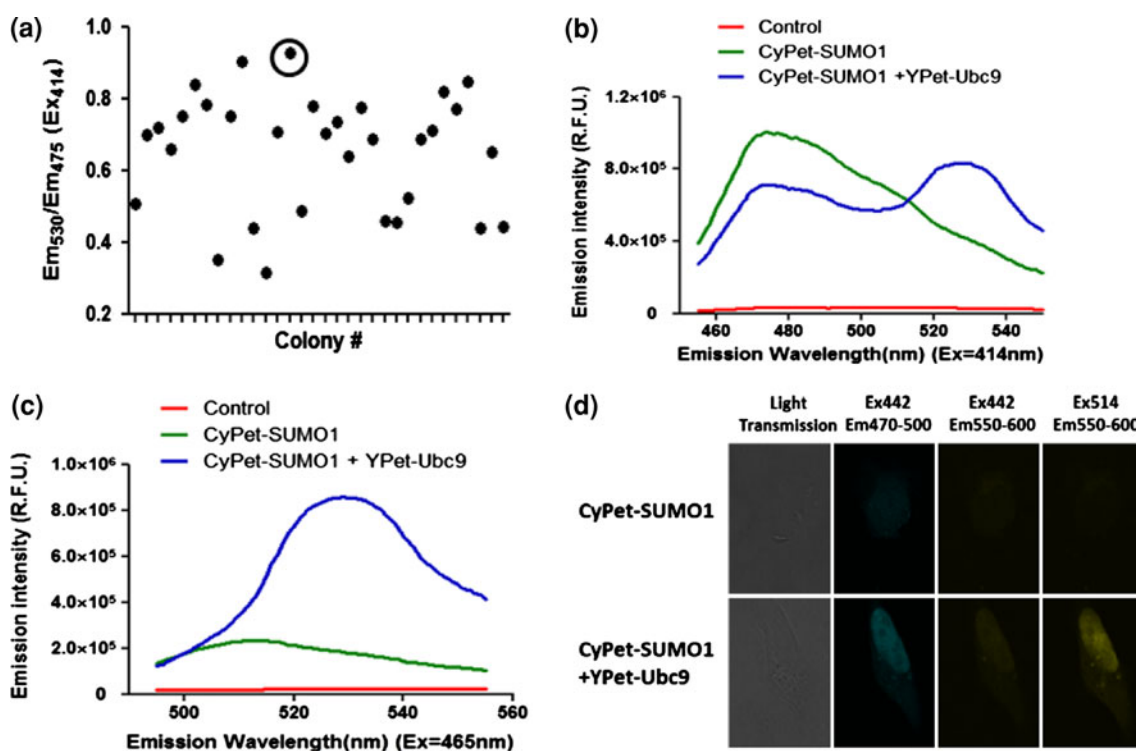 (a)
Em530/Em475 (Ex414)
1.0
0.8
0.6
0.4
0.2
Colony #
(b)
Control
CyPet-SUMO1
CyPet-SUMO1 +YPet-Ubc9
Emission intensity (R.F.U.)
1.2×10⁶
8.0×10⁵
4.0×10⁵
0
460 480 500 520 540
Emission Wavelength(nm) (Ex=414nm)
(c)
Control
CyPet-SUMO1
CyPet-SUMO1 + YPet-Ubc9
Emission intensity (R.F.U.)
1.0×10⁶
8.0×10⁵
6.0×10⁵
4.0×10⁵
2.0×10⁵
0
500 520 540 560
Emission Wavelength(nm) (Ex=465nm)
(d)
Light Ex442 Ex442 Ex514
Transmission Em470-500 Em550-600 Em550-600
CyPet-SUMO1
CyPet-SUMO1
+YPet-Ubc9